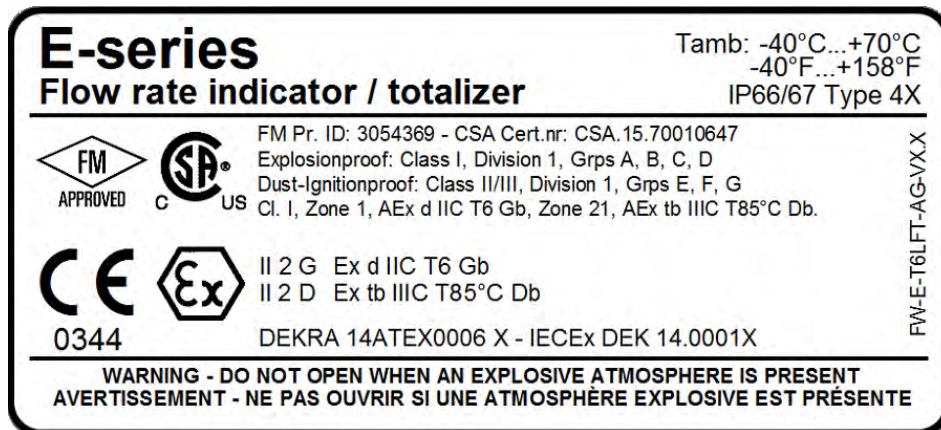 E-series
Flow rate indicator / totalizer
Tamb: -40°C...+70°C
-40°F...+158°F
IP66/67 Type 4X
FM
APPROVED
SA
®
C US
FM Pr. ID: 3054369 - CSA Cert.nr: CSA.15.70010647
Explosionproof: Class I, Division 1, Grps A, B, C, D
Dust-Ignitionproof: Class II/III, Division 1, Grps E, F, G
Cl. I, Zone 1, AEx d IIC T6 Gb, Zone 21, AEx tb IIIC T85°C Db.
FW-E-T6LFT-AG-VX.X
CE
0344
Ex
II 2 G Ex d IIC T6 Gb
II 2 D Ex tb IIIC T85°C Db
DEKRA 14ATEX0006 X - IECEx DEK 14.0001X
WARNING - DO NOT OPEN WHEN AN EXPLOSIVE ATMOSPHERE IS PRESENT
AVERTISSEMENT - NE PAS OUVRIR SI UNE ATMOSPHÈRE EXPLOSIVE EST PRÉSENTE